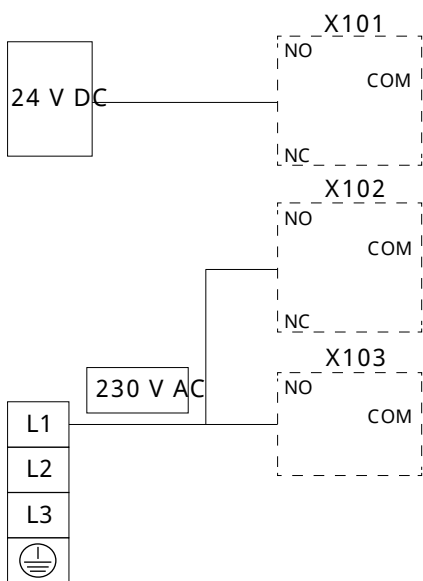 X101
NO
COM
24 V DC
NC
X102
NO
COM
NC
X103
230 V AC
NO
L1
COM
L2
L3